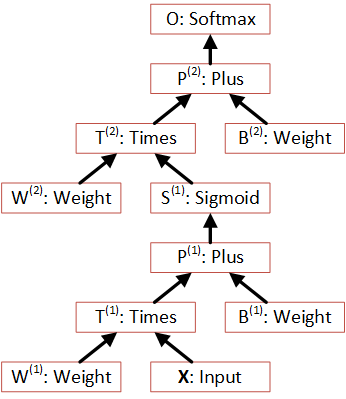 O: Softmax
P(2): Plus
T(2): Times
B(2): Weight
W(2): Weight
S(1): Sigmoid
P(1): Plus
T(1): Times
B(1): Weight
W(1): Weight
X: Input